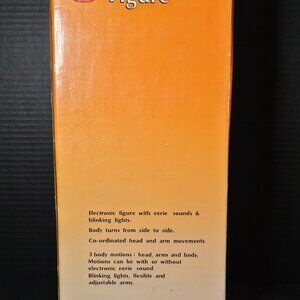 Figure
Electronic figure with eerie sounds &
blinking lights.
Body turns from side to side.
Co-ordinated head and arm movements.
3 body motions : head, arms and body.
Motions can be with or without
electronic eerie sound.
Blinking lights, flexible and
adjustable arms.